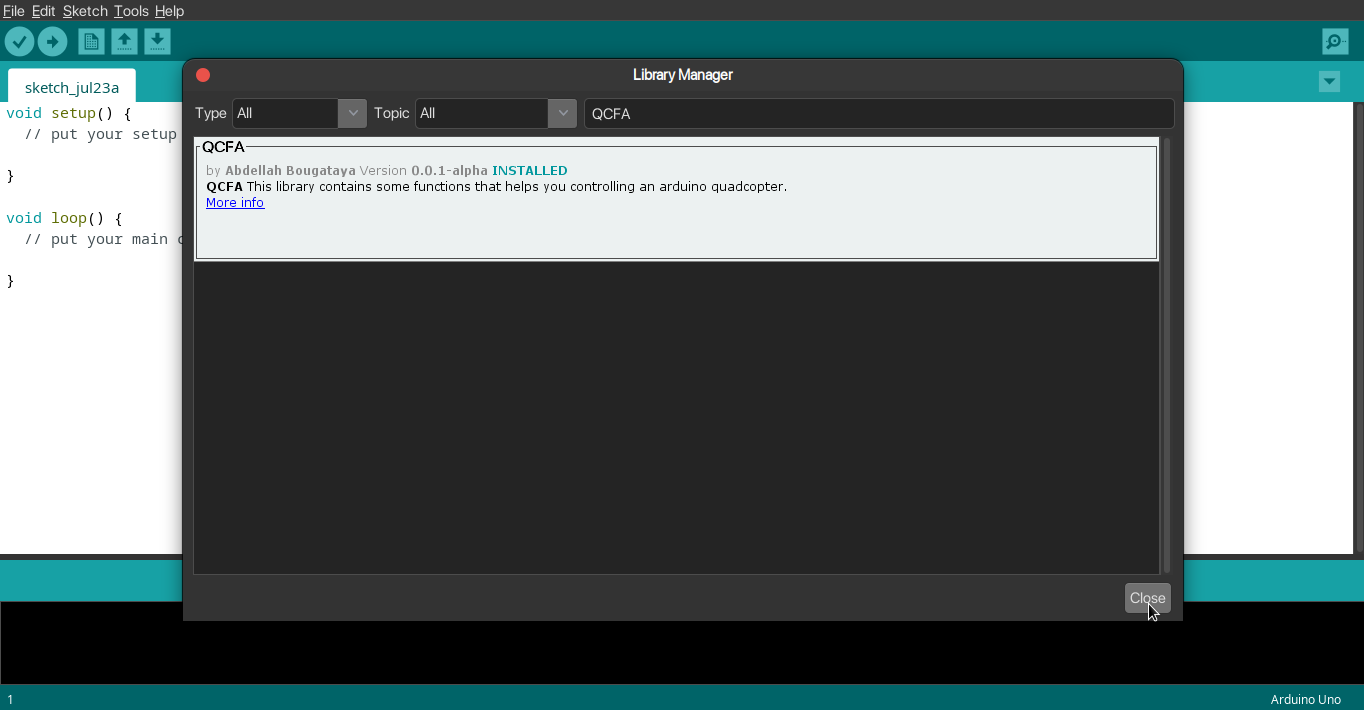 File Edit Sketch Tools Help
sketch_jul23a
void setup() {
// put your setup
}
void loop() {
// put your main c
}
Library Manager
Type All Topic All QCFA
QCFA
by Abdellah Bougataya Version 0.0.1-alpha INSTALLED
QCFA This library contains some functions that helps you controlling an arduino quadcopter.
More info
Close
1 Arduino Uno